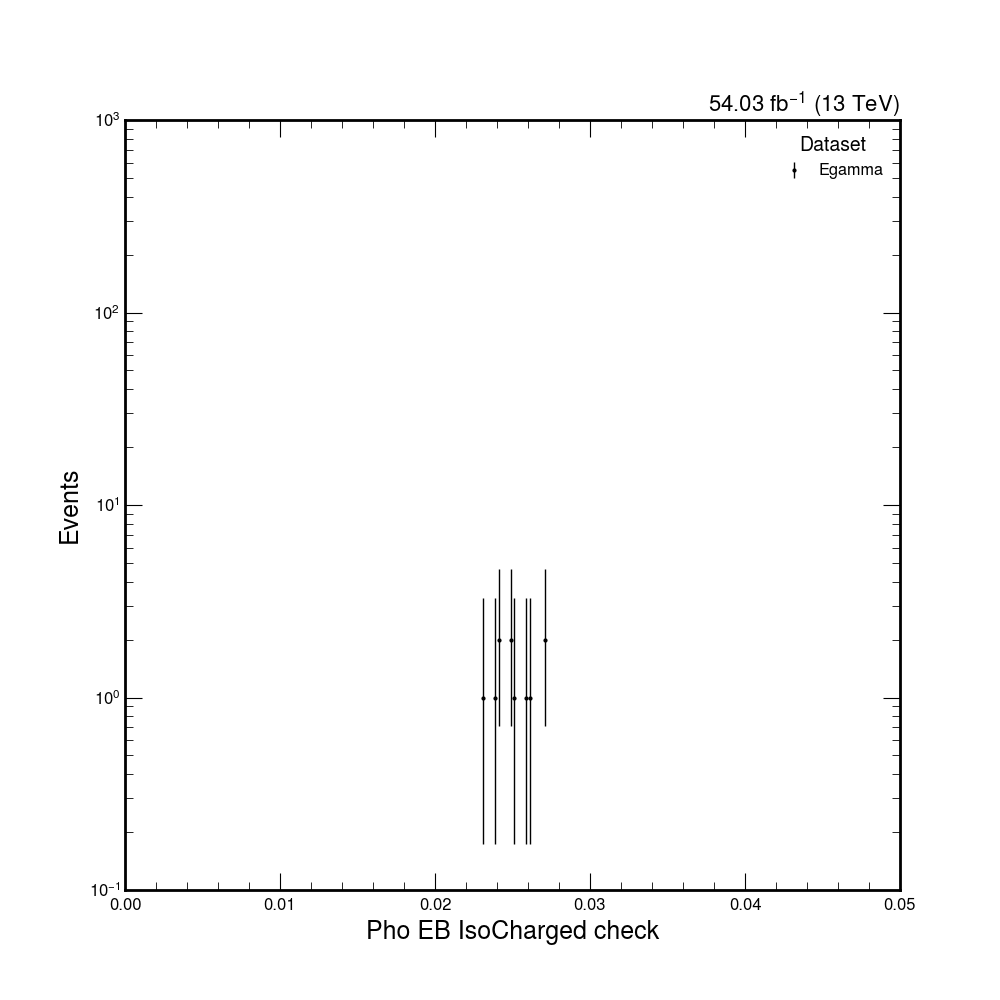 54.03 fb⁻¹ (13 TeV)
Dataset
Egamma
10³
10²
10¹
10⁰
10⁻¹
Events
0.00 0.01 0.02 0.03 0.04 0.05
Pho EB IsoCharged check